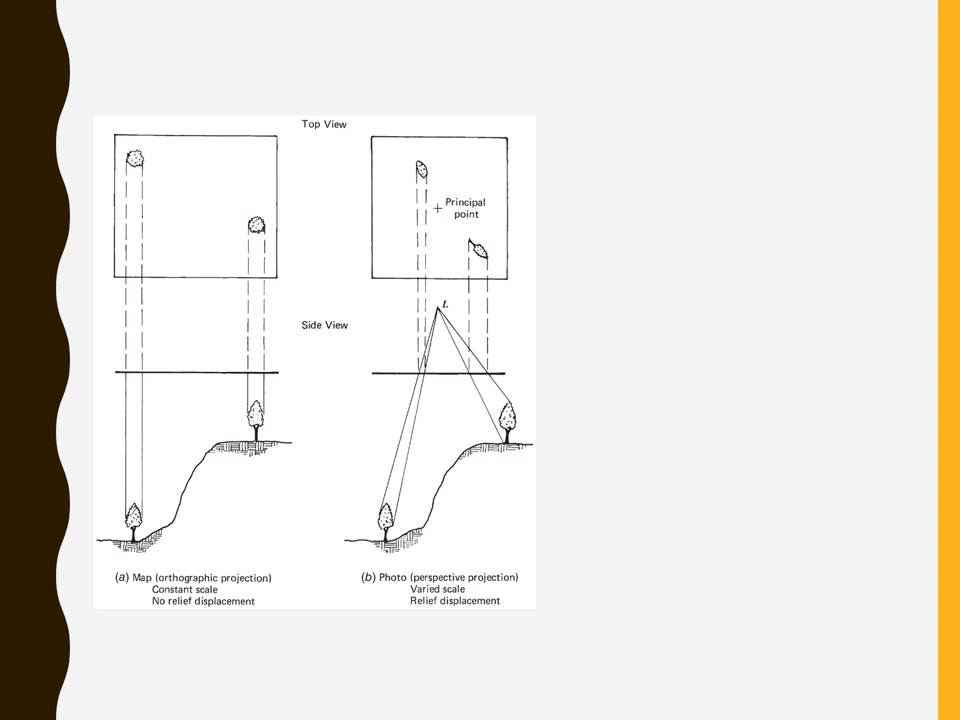 Top View
Principal
point
L
Side View
(a) Map (orthographic projection)
Constant scale
No relief displacement
(b) Photo (perspective projection)
Varied scale
Relief displacement